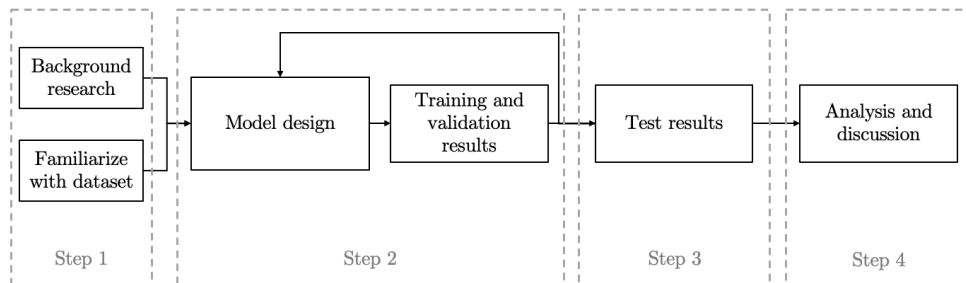 Background
research
Familiarize
with dataset
Step 1
Model design
Training and
validation
results
Step 2
Test results
Step 3
Analysis and
discussion
Step 4